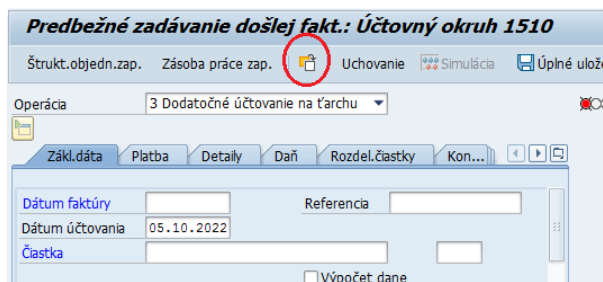 Predbežné zadávanie došlej fakt.: Účtovný okruh 1510
Štrukt.objedn.zap. Zásoba práce zap. Uchovanie Simulácia Úplné ulože
Operácia 3 Dodatočné účtovanie na ťarchu
Zákl.dáta Platba Detaily Daň Rozdel.čiastky Kon...
Dátum faktúry Referencia
Dátum účtovania 05.10.2022
Čiastka
Výpočet dane